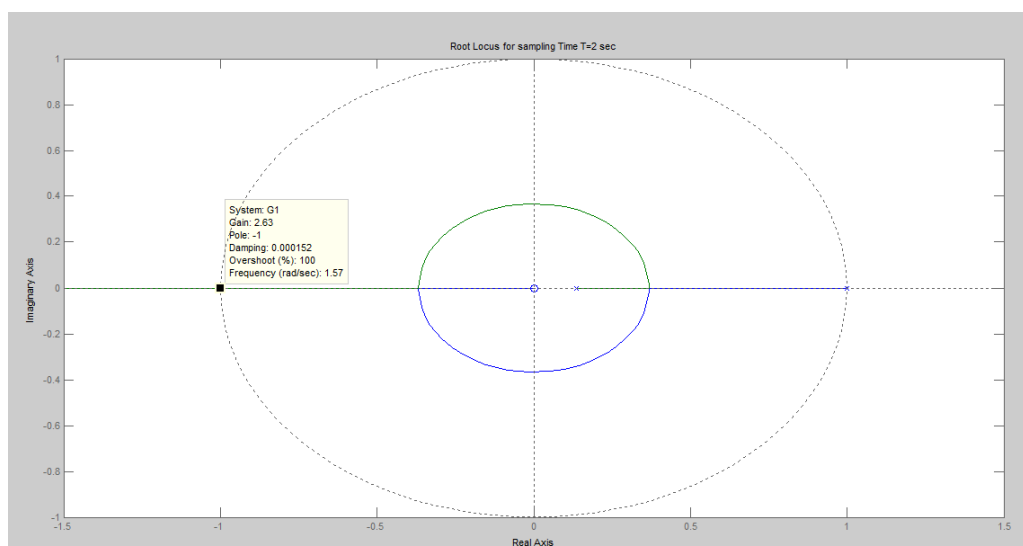 Root Locus for sampling Time T=2 sec
1
0.8
0.6
0.4
0.2
0
-0.2
-0.4
-0.6
-0.8
-1
Imaginary Axis
System: G1
Gain: 2.63
Pole: -1
Damping: 0.000152
Overshoot (%): 100
Frequency (rad/sec): 1.57
-1.5
-1
-0.5
0
0.5
1
1.5
Real Axis